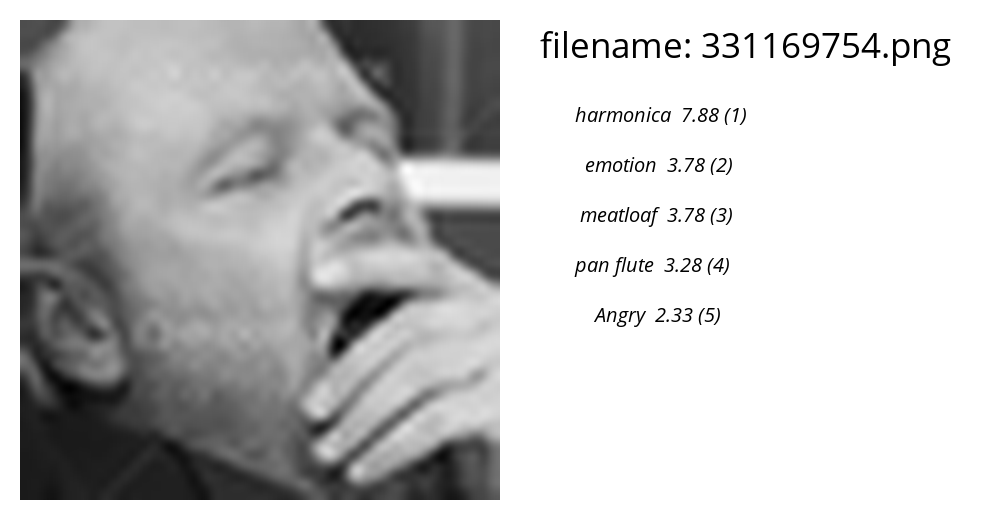 filename: 331169754.png
harmonica 7.88 (1)
emotion 3.78 (2)
meatloaf 3.78 (3)
pan flute 3.28 (4)
Angry 2.33 (5)